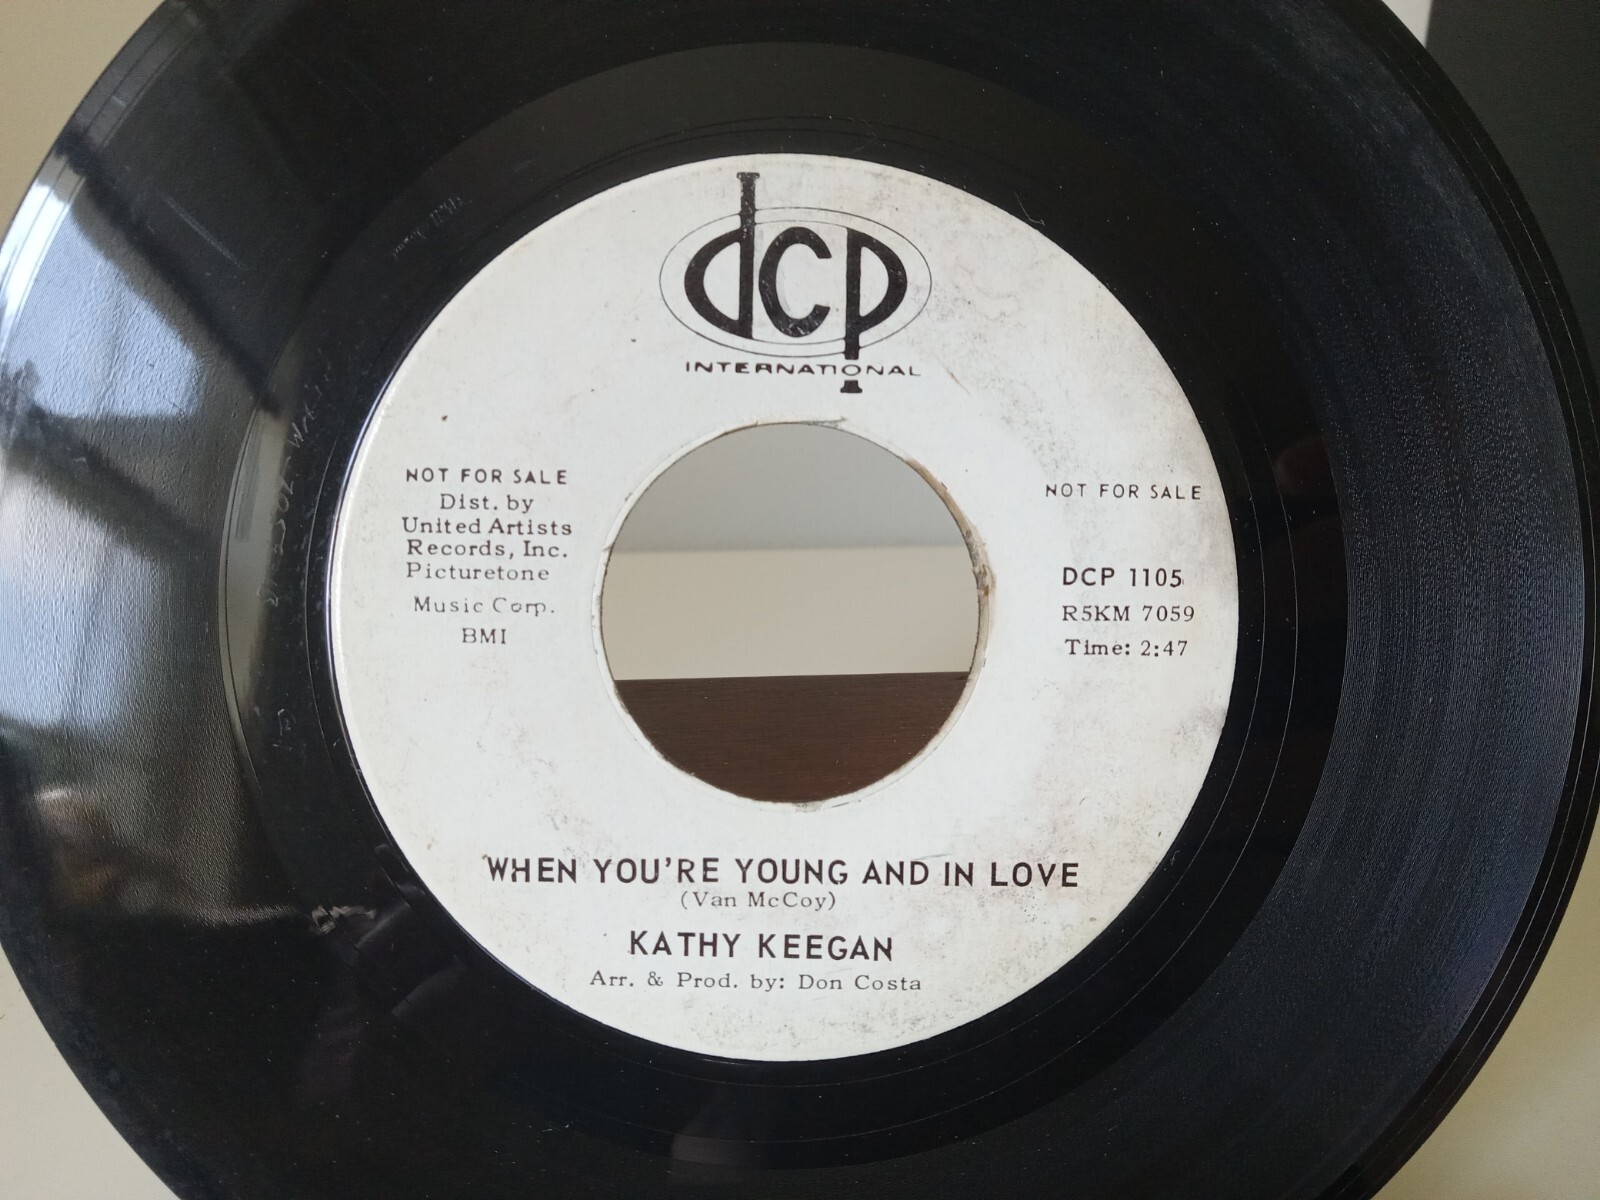 dcp
INTERNATIONAL
NOT FOR SALE
Dist. by
United Artists
Records, Inc.
Picturetone
Music Corp.
BMI
NOT FOR SALE
DCP 1105
R5KM 7059
Time: 2:47
WHEN YOU'RE YOUNG AND IN LOVE
(Van McCoy)
KATHY KEEGAN
Arr. & Prod. by: Don Costa